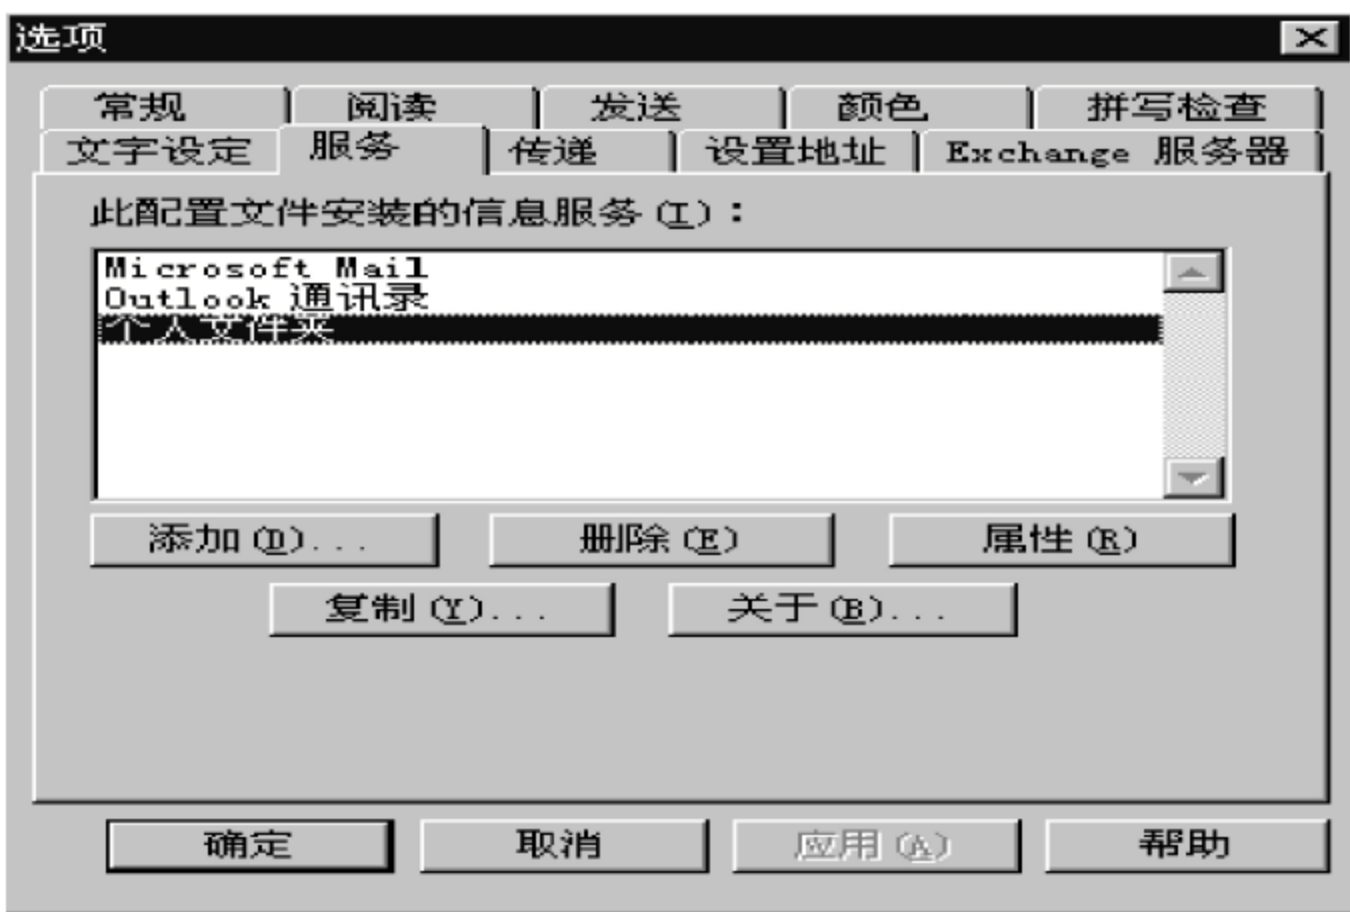 选项
常规 阅读 发送 颜色 拼写检查
文字设定 服务 传递 设置地址 Exchange 服务器
此配置文件安装的信息服务(I):
Microsoft Mail
Outlook 通讯录
个人文件夹
添加(D)... 删除(E) 属性(R)
复制(Y)... 关于(B)...
确定 取消 应用(A) 帮助